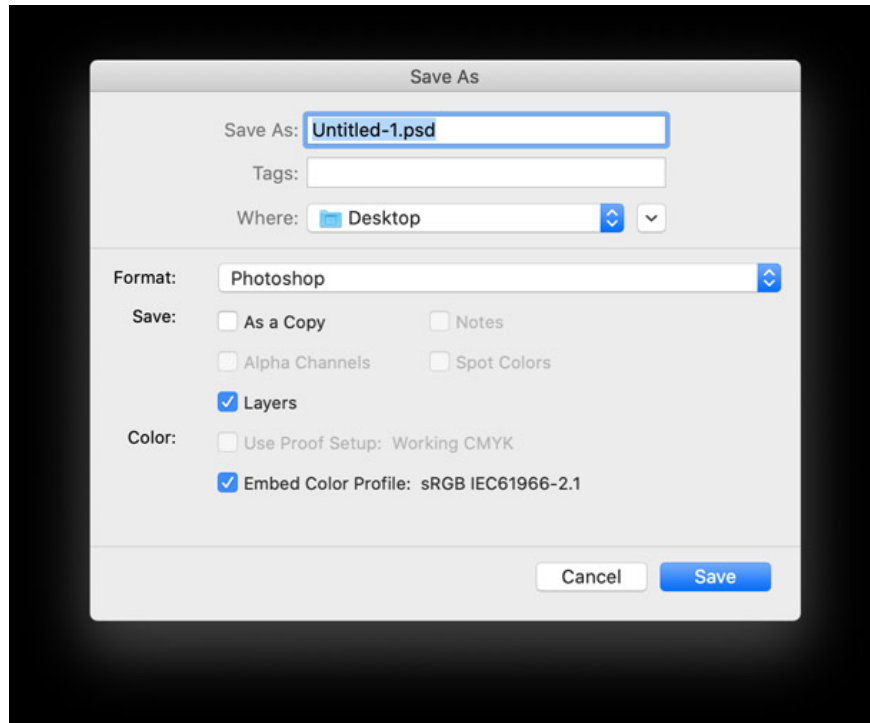 Save As
Save As: Untitled-1.psd
Tags:
Where: Desktop
Format: Photoshop
Save: As a Copy Notes
Alpha Channels Spot Colors
Layers
Color: Use Proof Setup: Working CMYK
Embed Color Profile: sRGB IEC61966-2.1
Cancel Save